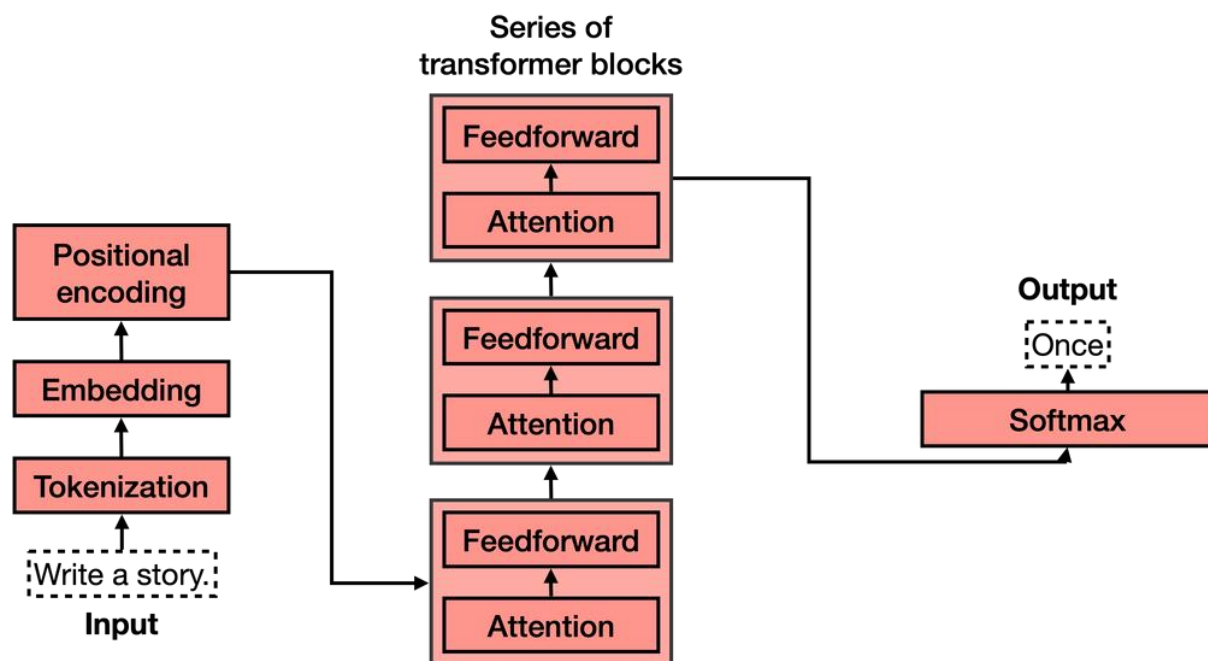 Series of
transformer blocks
Feedforward
Attention
Positional
encoding
Feedforward
Attention
Output
Once
Embedding
Softmax
Tokenization
Feedforward
Write a story.
Attention
Input